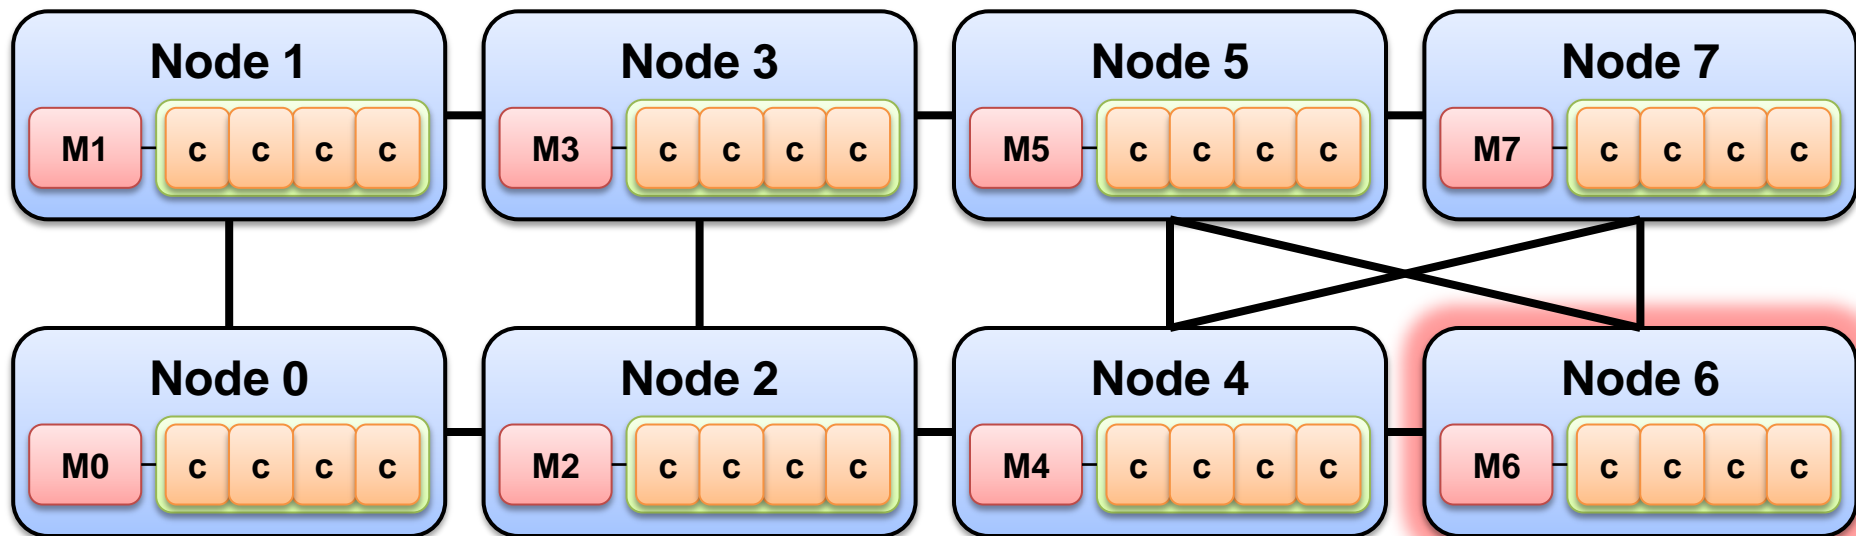 Node 1 Node 3 Node 5 Node 7
M1 c c c c M3 c c c c M5 c c c c M7 c c c c
Node 0 Node 2 Node 4 Node 6
M0 c c c c M2 c c c c M4 c c c c M6 c c c c